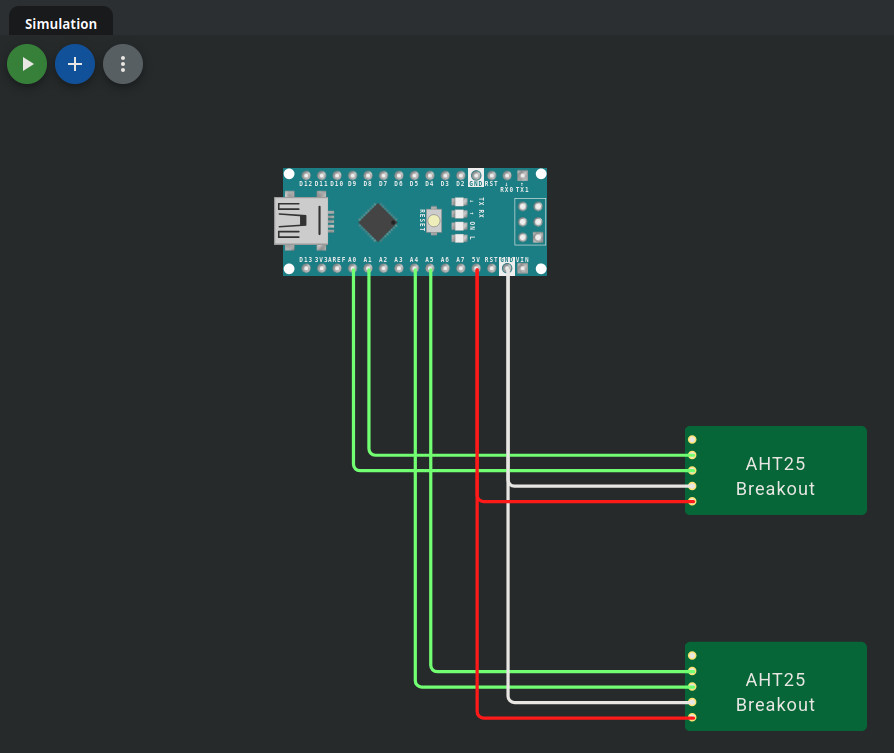 Simulation
D12 D11 D10 D9 D8 D7 D6 D5 D4 D3 D2 GND RST
RX0 TX1
TX
RX
ON
L
RESET
D13 3V3 AREF A0 A1 A2 A3 A4 A5 A6 A7 5V RST GND VIN
AHT25
Breakout
AHT25
Breakout